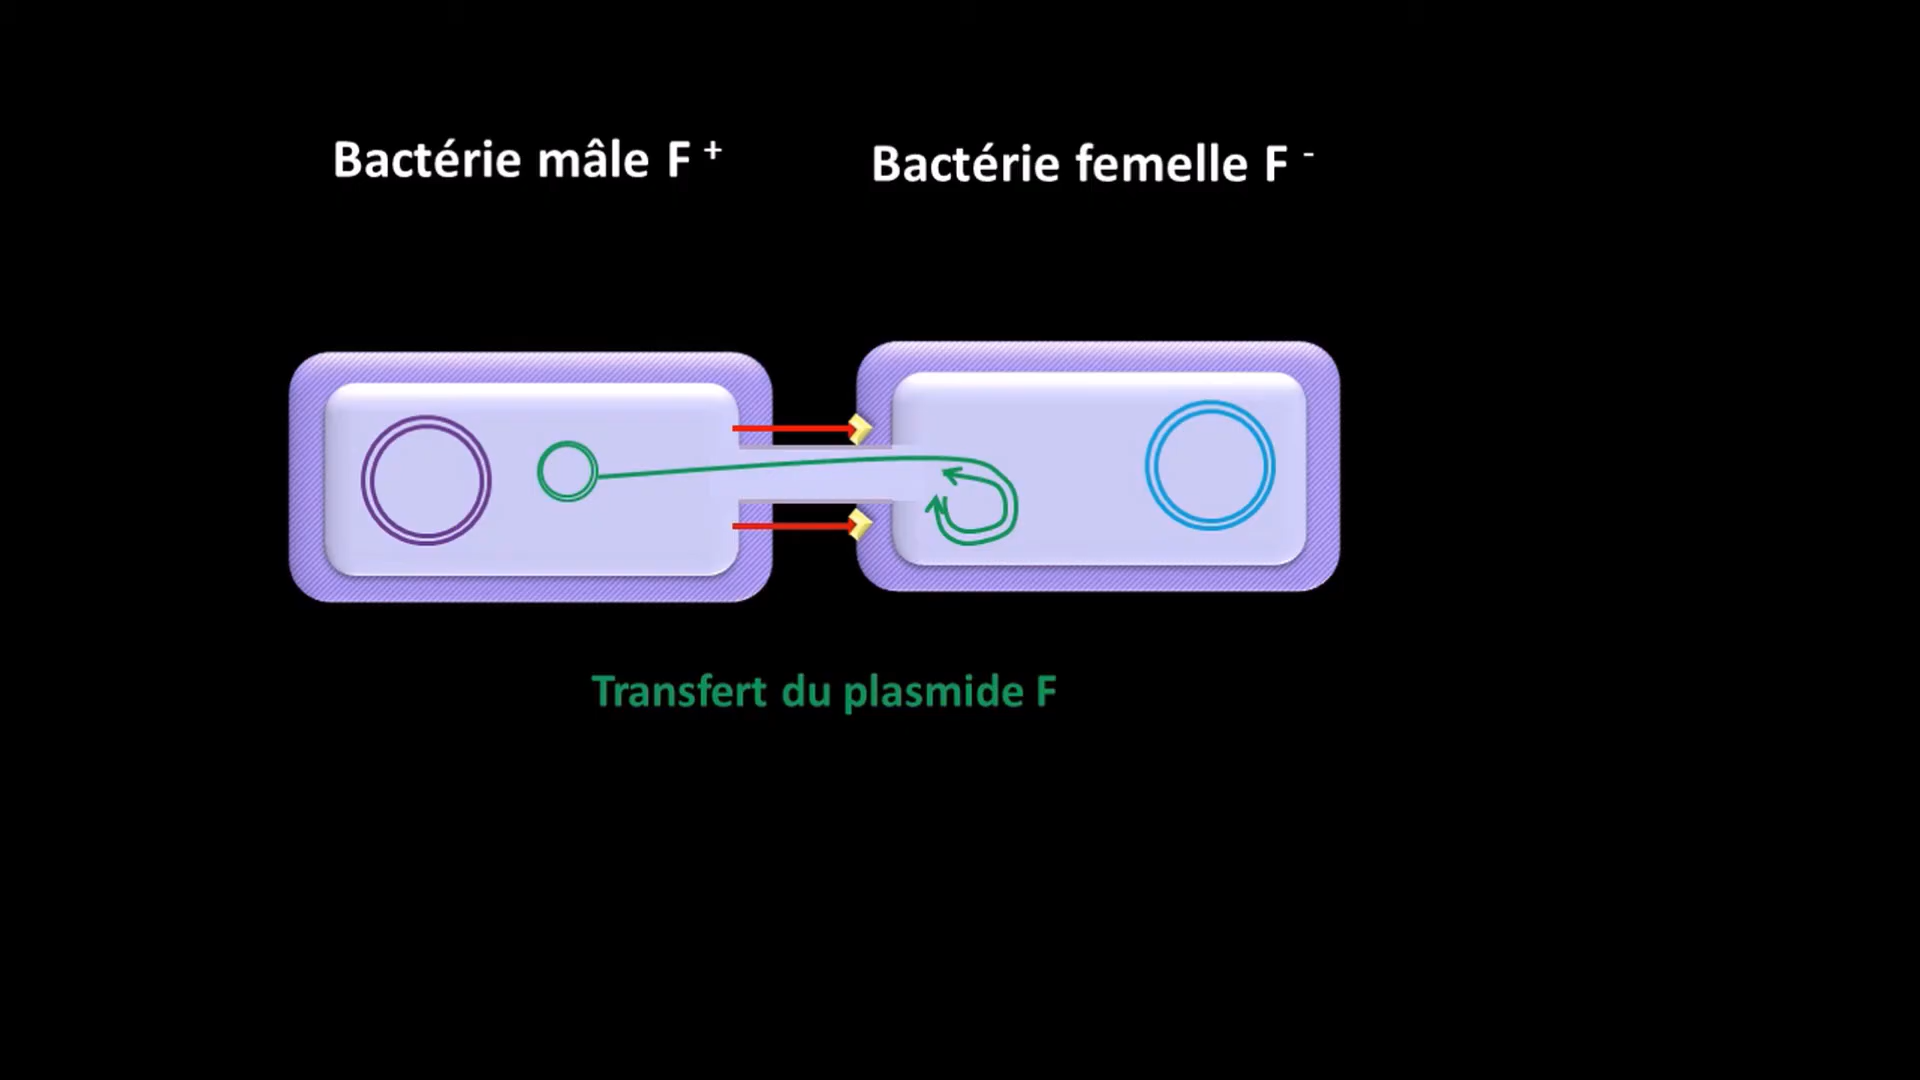 Bactérie mâle F +
Bactérie femelle F -
Transfert du plasmide F